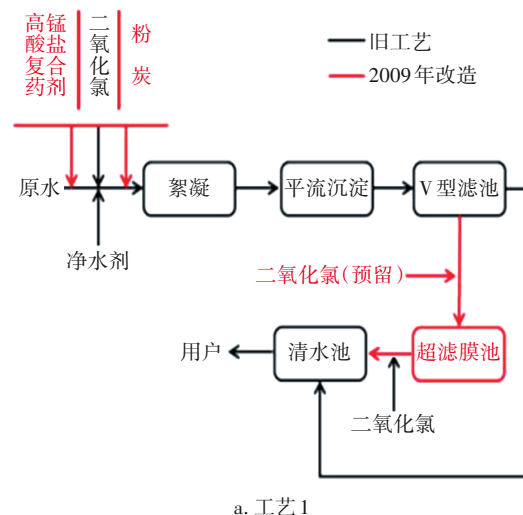 高锰
酸盐
复合
药剂
二氧化氯
粉炭
旧工艺
2009年改造
原水
絮凝
平流沉淀
V型滤池
净水剂
二氧化氯(预留)
用户
清水池
超滤膜池
二氧化氯
a. 工艺1